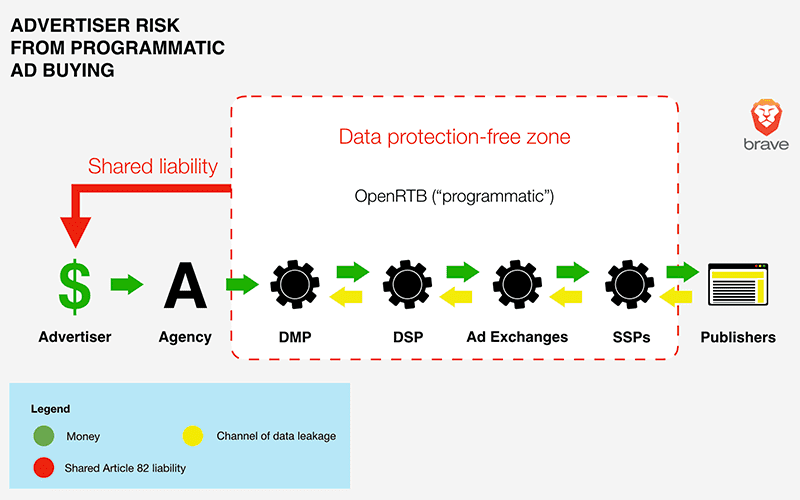 ADVERTISER RISK
FROM PROGRAMMATIC
AD BUYING
Data protection-free zone
brave
Shared liability
OpenRTB (“programmatic”)
$
A
Advertiser
Agency
DMP
DSP
Ad Exchanges
SSPs
Publishers
Legend
Money
Channel of data leakage
Shared Article 82 liability